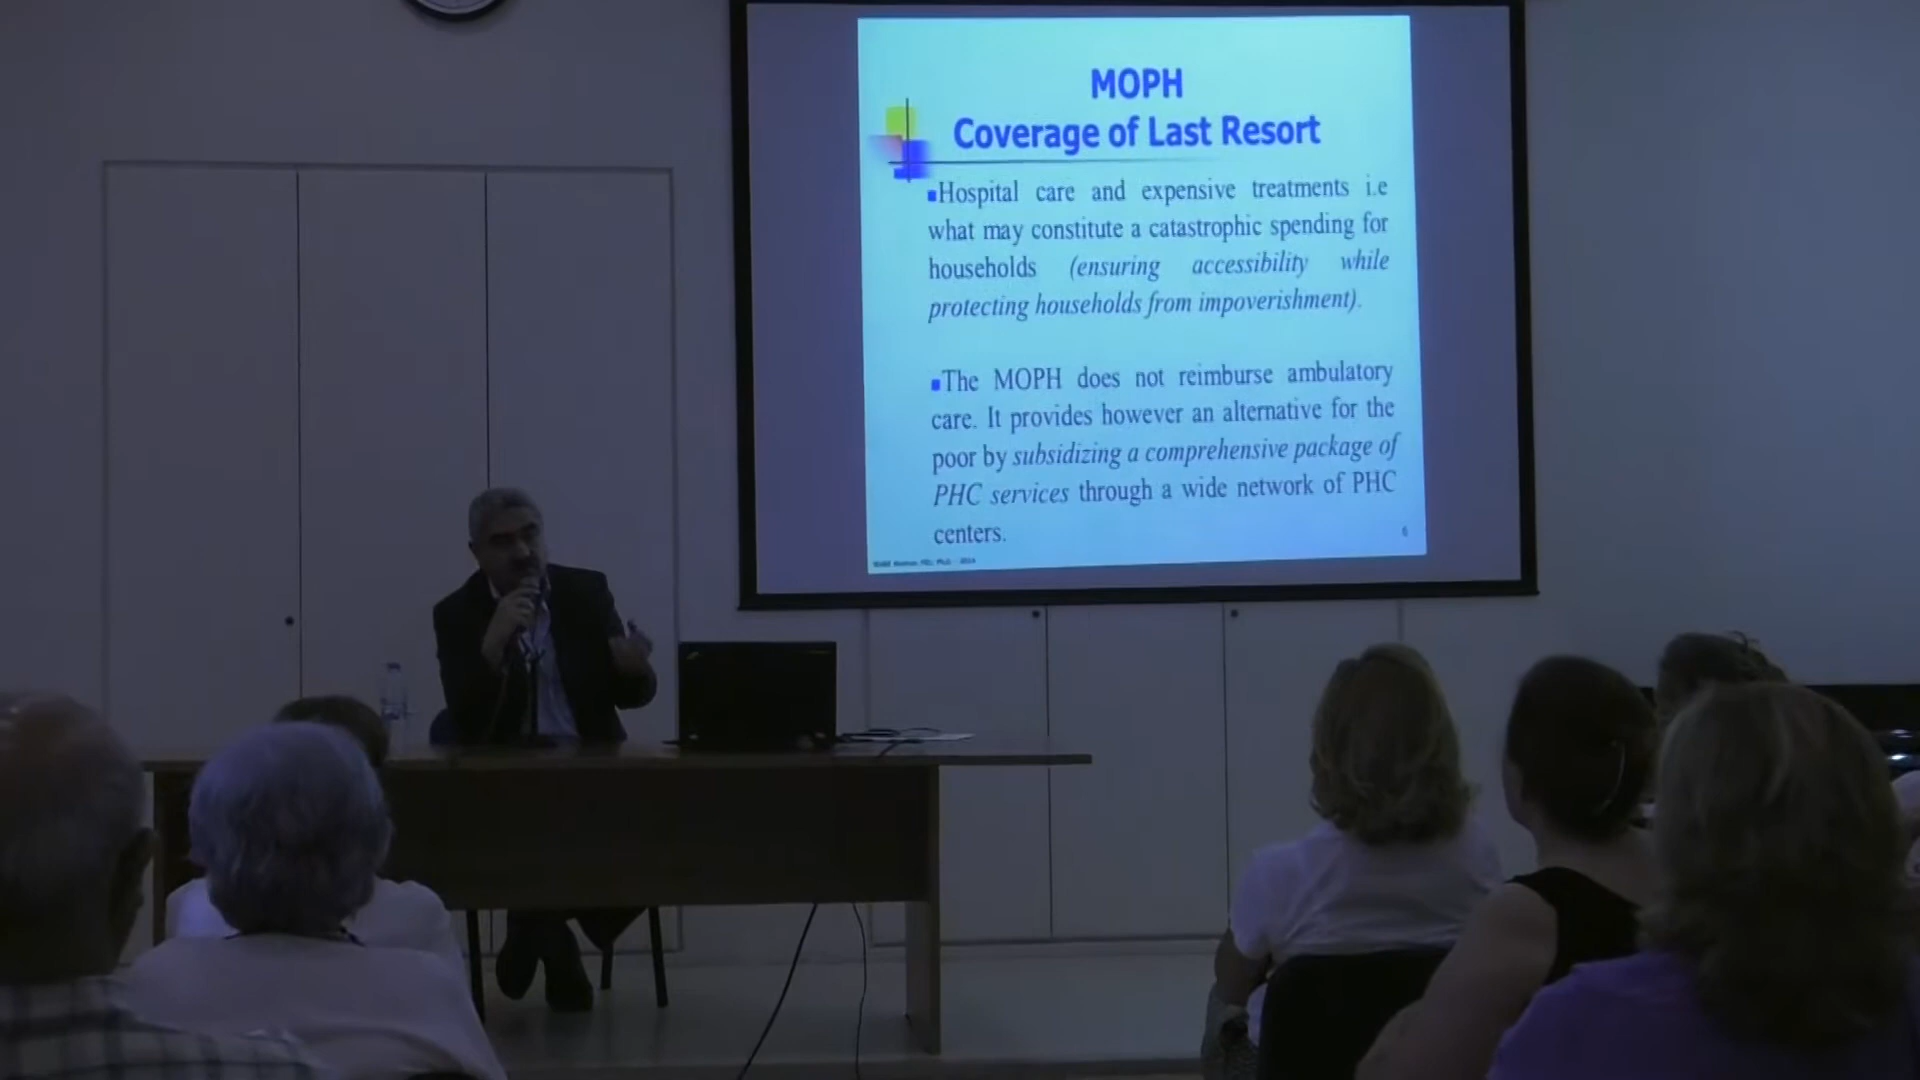 MOPH
Coverage of Last Resort
Hospital care and expensive treatments i.e
what may constitute a catastrophic spending for
households (ensuring accessibility while
protecting households from impoverishment).
The MOPH does not reimburse ambulatory
care. It provides however an alternative for the
poor by subsidizing a comprehensive package of
PHC services through a wide network of PHC
centers.
6